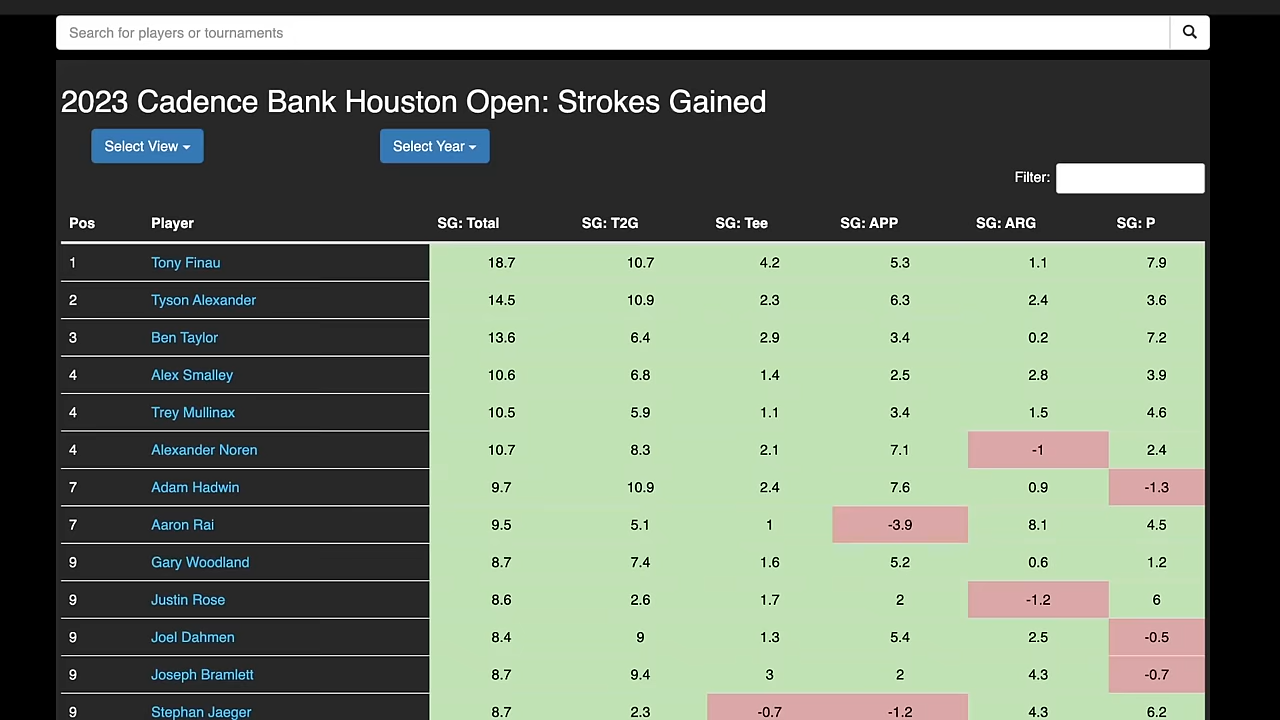 Search for players or tournaments
2023 Cadence Bank Houston Open: Strokes Gained
Select View Select Year
Filter:
Pos Player SG: Total SG: T2G SG: Tee SG: APP SG: ARG SG: P
1 Tony Finau 18.7 10.7 4.2 5.3 1.1 7.9
2 Tyson Alexander 14.5 10.9 2.3 6.3 2.4 3.6
3 Ben Taylor 13.6 6.4 2.9 3.4 0.2 7.2
4 Alex Smalley 10.6 6.8 1.4 2.5 2.8 3.9
4 Trey Mullinax 10.5 5.9 1.1 3.4 1.5 4.6
4 Alexander Noren 10.7 8.3 2.1 7.1 -1 2.4
7 Adam Hadwin 9.7 10.9 2.4 7.6 0.9 -1.3
7 Aaron Rai 9.5 5.1 1 -3.9 8.1 4.5
9 Gary Woodland 8.7 7.4 1.6 5.2 0.6 1.2
9 Justin Rose 8.6 2.6 1.7 2 -1.2 6
9 Joel Dahmen 8.4 9 1.3 5.4 2.5 -0.5
9 Joseph Bramlett 8.7 9.4 3 2 4.3 -0.7
9 Stephan Jaeger 8.7 2.3 -0.7 -1.2 4.3 6.2